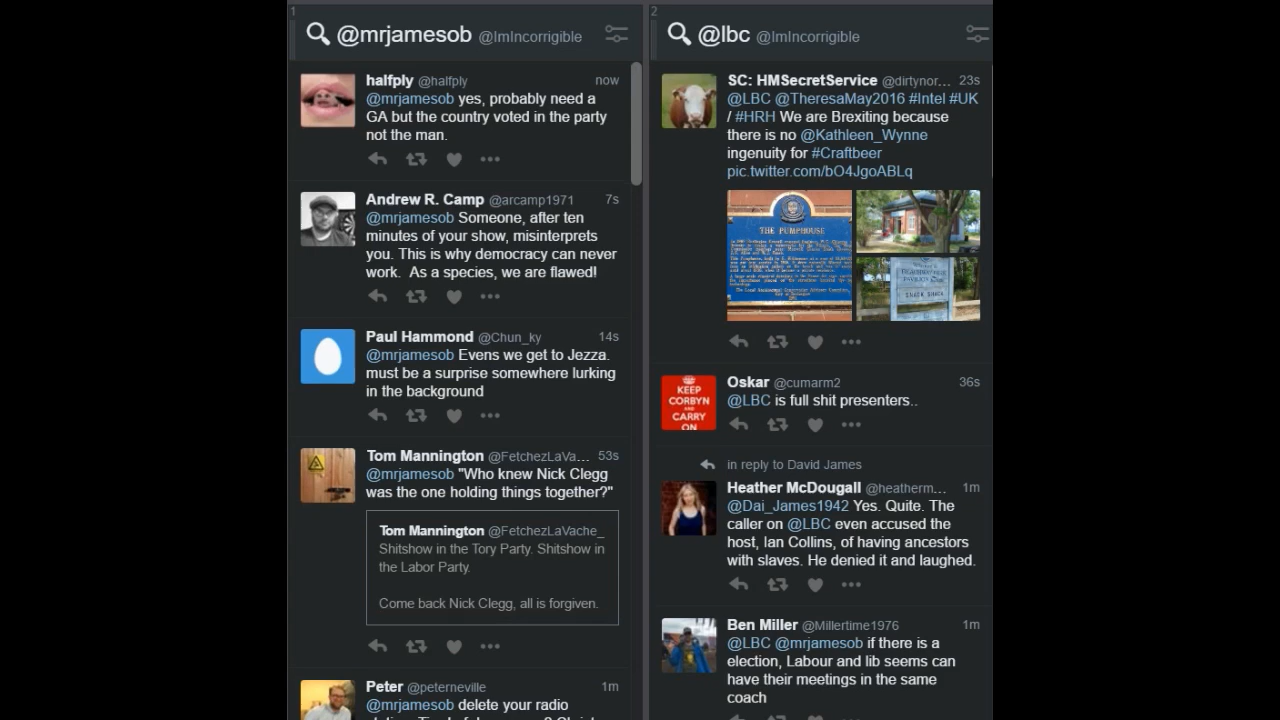 1
@mrjamesob @ImIncorrigible
halfply @halfply now
@mrjamesob yes, probably need a
GA but the country voted in the party
not the man.
Andrew R. Camp @arcamp1971 7s
@mrjamesob Someone, after ten
minutes of your show, misinterprets
you. This is why democracy can never
work. As a species, we are flawed!
Paul Hammond @Chun_ky 14s
@mrjamesob Evens we get to Jezza.
must be a surprise somewhere lurking
in the background
Tom Mannington @FetchezLaVa... 53s
@mrjamesob "Who knew Nick Clegg
was the one holding things together?"
Tom Mannington @FetchezLaVache_
Shitshow in the Tory Party. Shitshow in
the Labor Party.
Come back Nick Clegg, all is forgiven.
Peter @peterneville 1m
@mrjamesob delete your radio
2
@lbc @ImIncorrigible
SC: HMSecretService @dirtynor... 23s
@LBC @TheresaMay2016 #Intel #UK
/ #HRH We are Brexiting because
there is no @Kathleen_Wynne
ingenuity for #Craftbeer
pic.twitter.com/bO4JgoABLq
THE PUMPHOUSE
SNACK SHACK
Oskar @cumarm2 36s
@LBC is full shit presenters..
KEEP
CORBYN
AND
CARRY
ON
in reply to David James
Heather McDougall @heatherm... 1m
@Dai_James1942 Yes. Quite. The
caller on @LBC even accused the
host, Ian Collins, of having ancestors
with slaves. He denied it and laughed.
Ben Miller @Millertime1976 1m
@LBC @mrjamesob if there is a
election, Labour and lib seems can
have their meetings in the same
coach